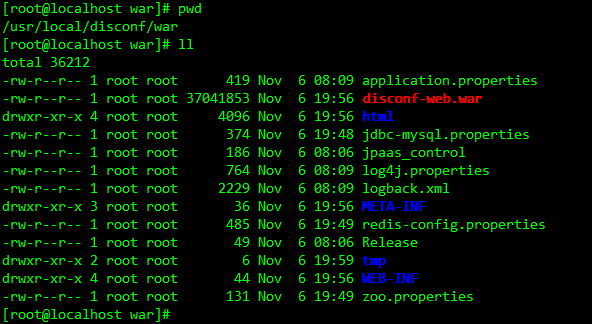 [root@localhost war]# pwd
/usr/local/disconf/war
[root@localhost war]# ll
total 36212
-rw-r--r-- 1 root root      419 Nov  6 08:09 application.properties
-rw-r--r-- 1 root root 37041853 Nov  6 19:56 disconf-web.war
drwxr-xr-x 4 root root     4096 Nov  6 19:56 html
-rw-r--r-- 1 root root      374 Nov  6 19:48 jdbc-mysql.properties
-rw-r--r-- 1 root root      186 Nov  6 08:06 jpaas_control
-rw-r--r-- 1 root root      764 Nov  6 08:09 log4j.properties
-rw-r--r-- 1 root root     2229 Nov  6 08:09 logback.xml
drwxr-xr-x 3 root root       36 Nov  6 19:56 META-INF
-rw-r--r-- 1 root root      485 Nov  6 19:49 redis-config.properties
-rw-r--r-- 1 root root       49 Nov  6 08:06 Release
drwxr-xr-x 2 root root        6 Nov  6 19:59 tmp
drwxr-xr-x 4 root root       44 Nov  6 19:56 WEB-INF
-rw-r--r-- 1 root root      131 Nov  6 19:49 zoo.properties
[root@localhost war]#